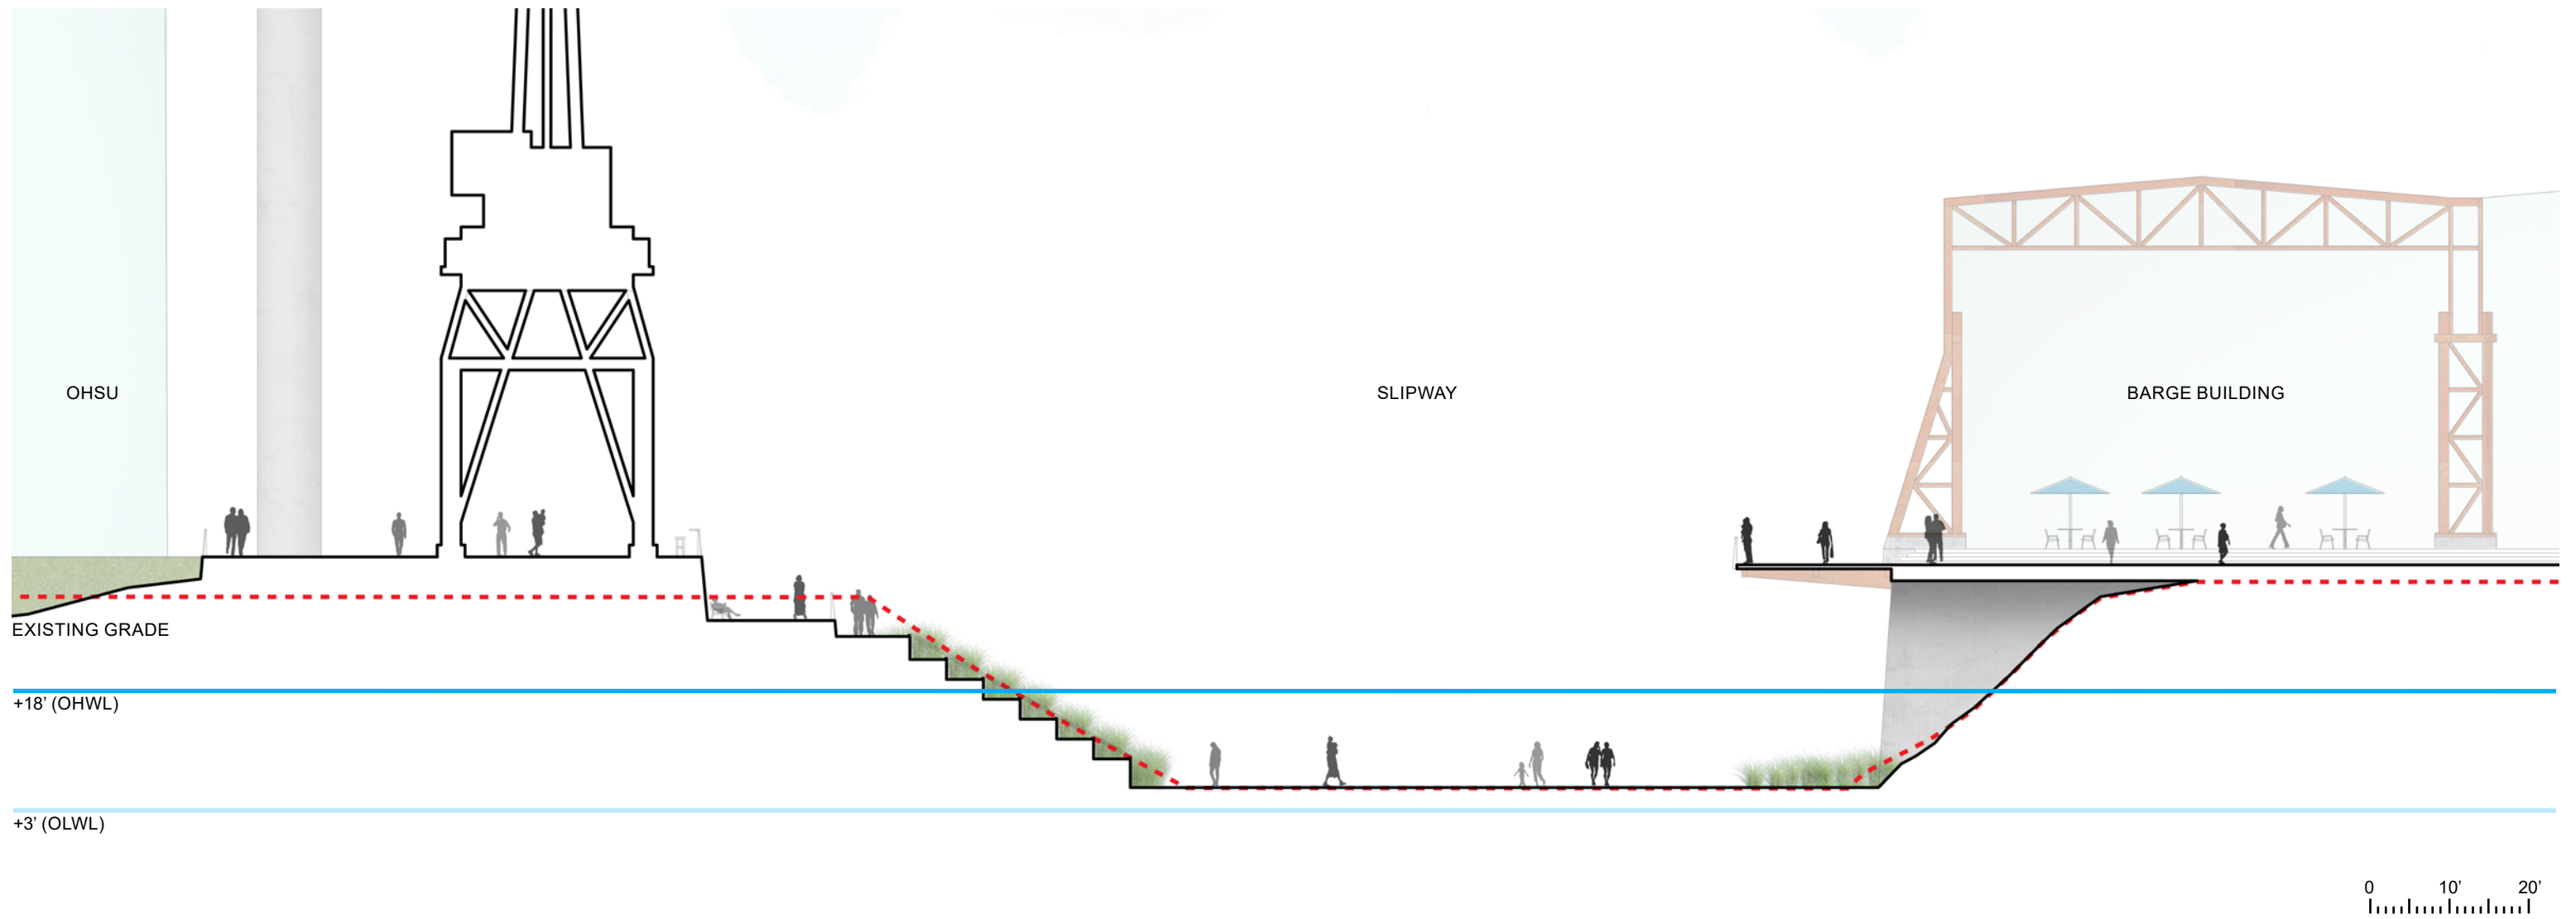 OHSU
SLIPWAY
BARGE BUILDING
EXISTING GRADE
+18’ (OHWL)
+3’ (OLWL)
0 10’ 20’